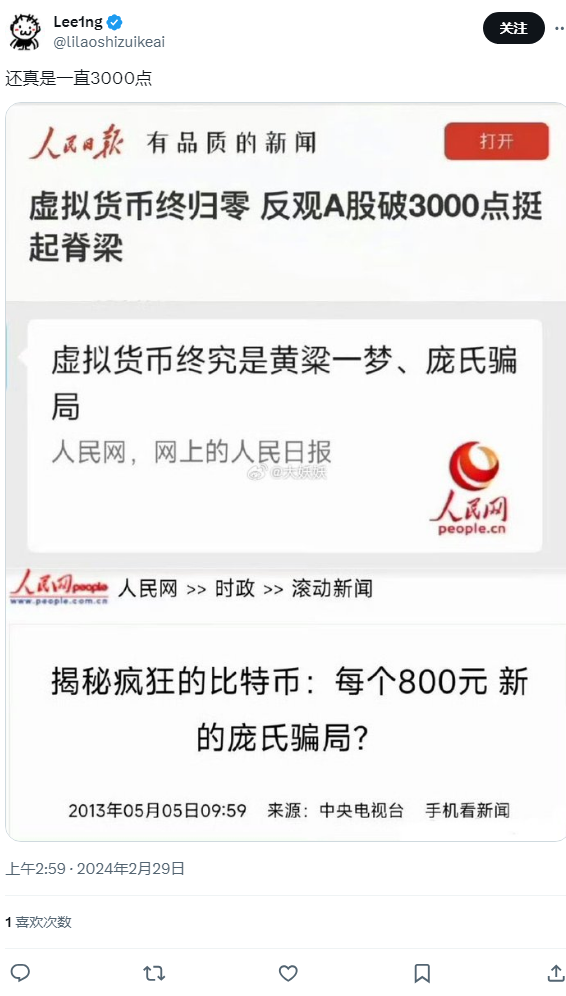 Lee1ng
@lilaoshizuikeai
关注
还真是一直3000点
人民日报 有品质的新闻
打开
虚拟货币终归零 反观A股破3000点挺
起脊梁
虚拟货币终究是黄粱一梦、庞氏骗
局
人民网,网上的人民日报
@大妖妖
人民网
people.cn
人民网people
www.people.com.cn
人民网 >> 时政 >> 滚动新闻
揭秘疯狂的比特币:每个800元 新
的庞氏骗局?
2013年05月05日09:59 来源:中央电视台 手机看新闻
上午2:59 · 2024年2月29日
1 喜欢次数